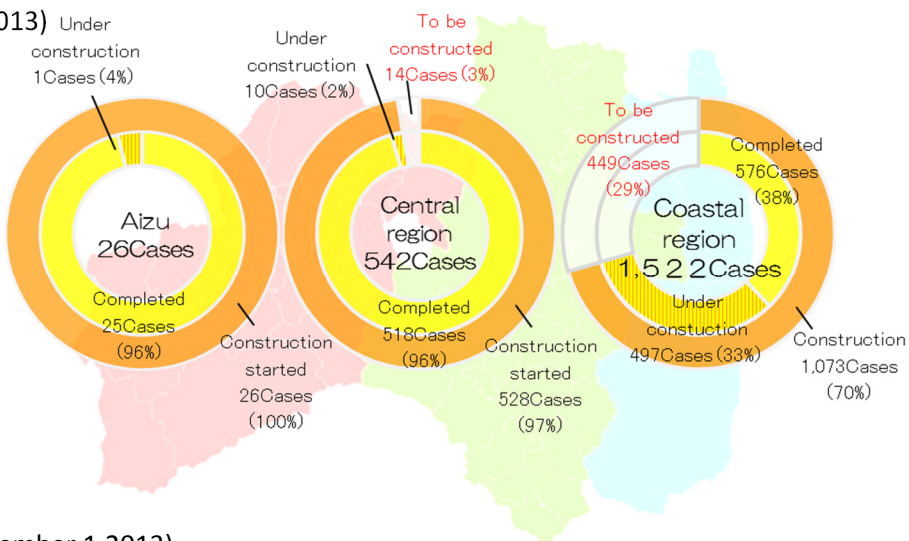 013)
Under
construction
1Cases(4%)
Under
construction
10Cases(2%)
To be
constructed
14Cases(3%)
To be
constructed
449Cases
(29%)
Completed
576Cases
(38%)
Aizu
26Cases
Central
region
542Cases
Coastal
region
1,522Cases
Completed
25Cases
(96%)
Completed
518Cases
(96%)
Under
constuction
497Cases(33%)
Construction
started
26Cases
(100%)
Construction
started
528Cases
(97%)
Construction
1,073Cases
(70%)
ember 1,2013)